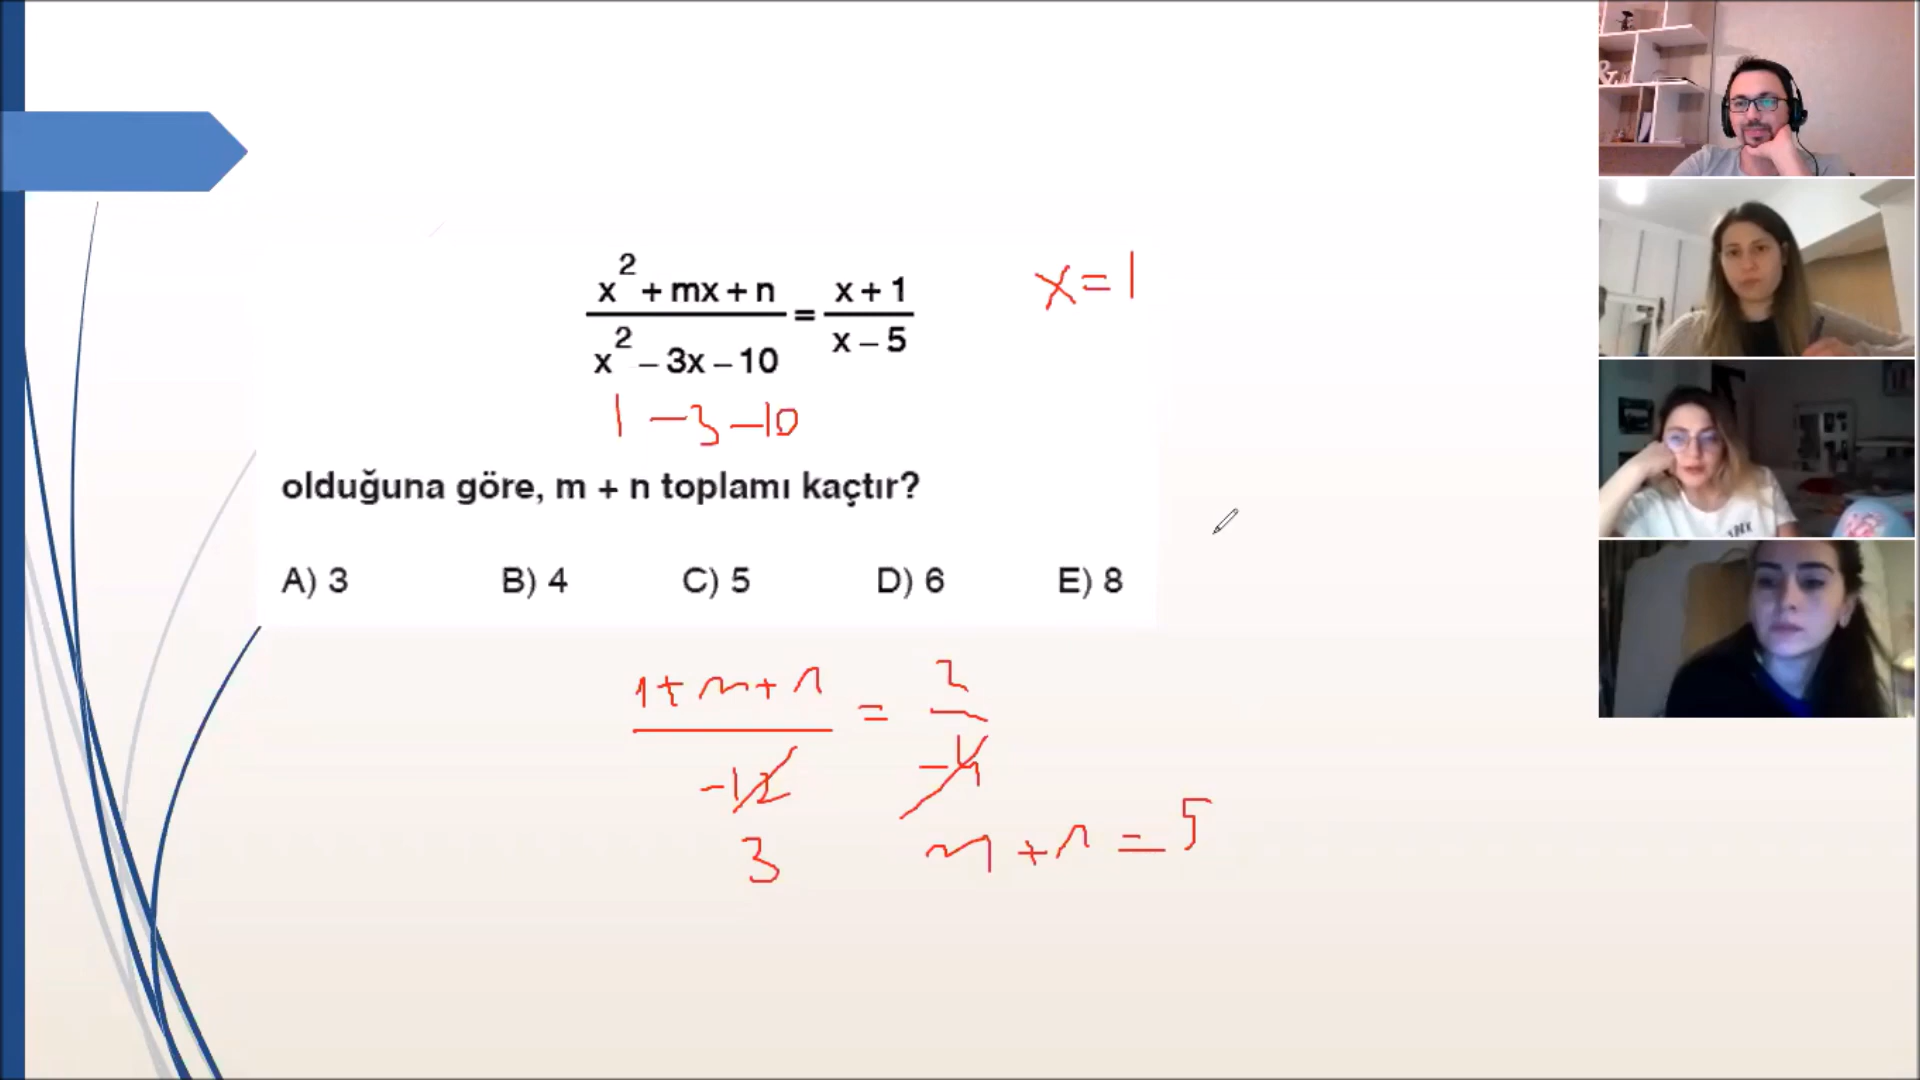 x² + mx + n / x² – 3x – 10 = x + 1 / x – 5
x = 1
1 – 3 – 10
olduğuna göre, m + n toplamı kaçtır?
A) 3 B) 4 C) 5 D) 6 E) 8
1 + m + n / -12 = 2 / -4
3
m + n = 5